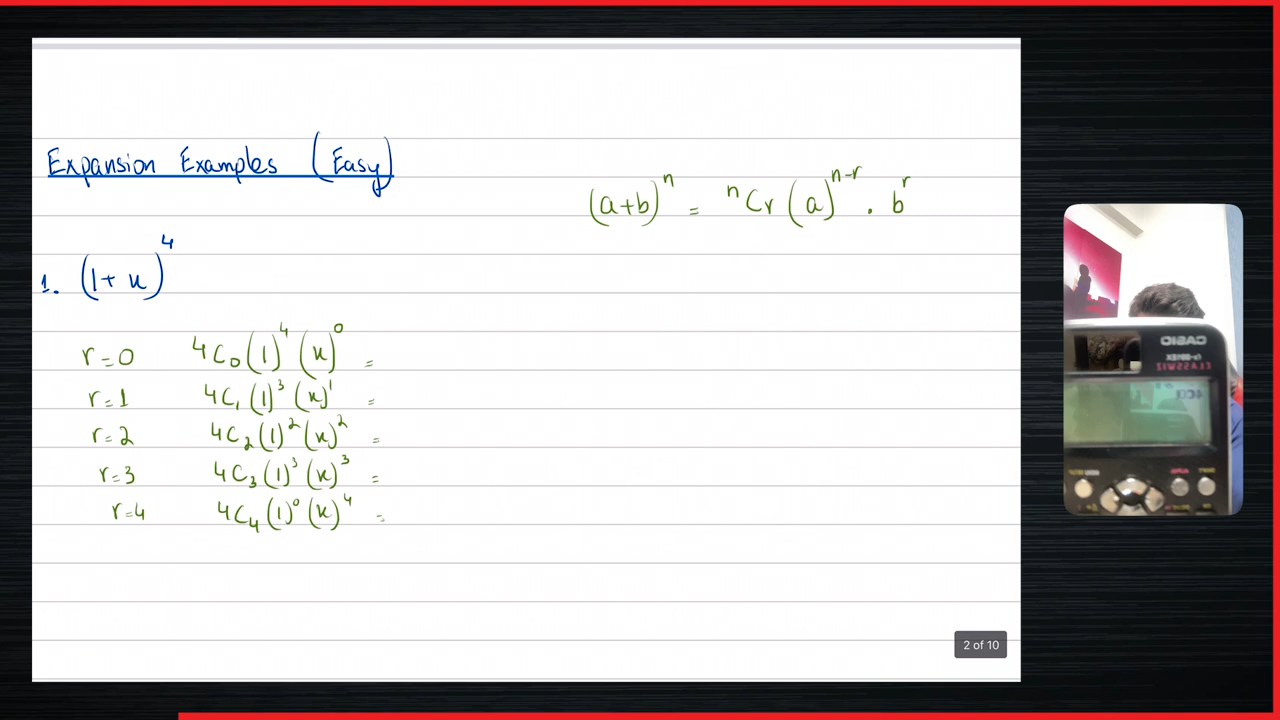 Expansion Examples (Easy)
(a+b)^n = nCr (a)^{n-r} . b^r
1. (1+x)^4
r=0 4C0 (1)^4 (x)^0 =
r=1 4C1 (1)^3 (x)^1 =
r=2 4C2 (1)^2 (x)^2 =
r=3 4C3 (1)^3 (x)^3 =
r=4 4C4 (1)^0 (x)^4 =
2 of 10
CASIO
CLASSWIZ